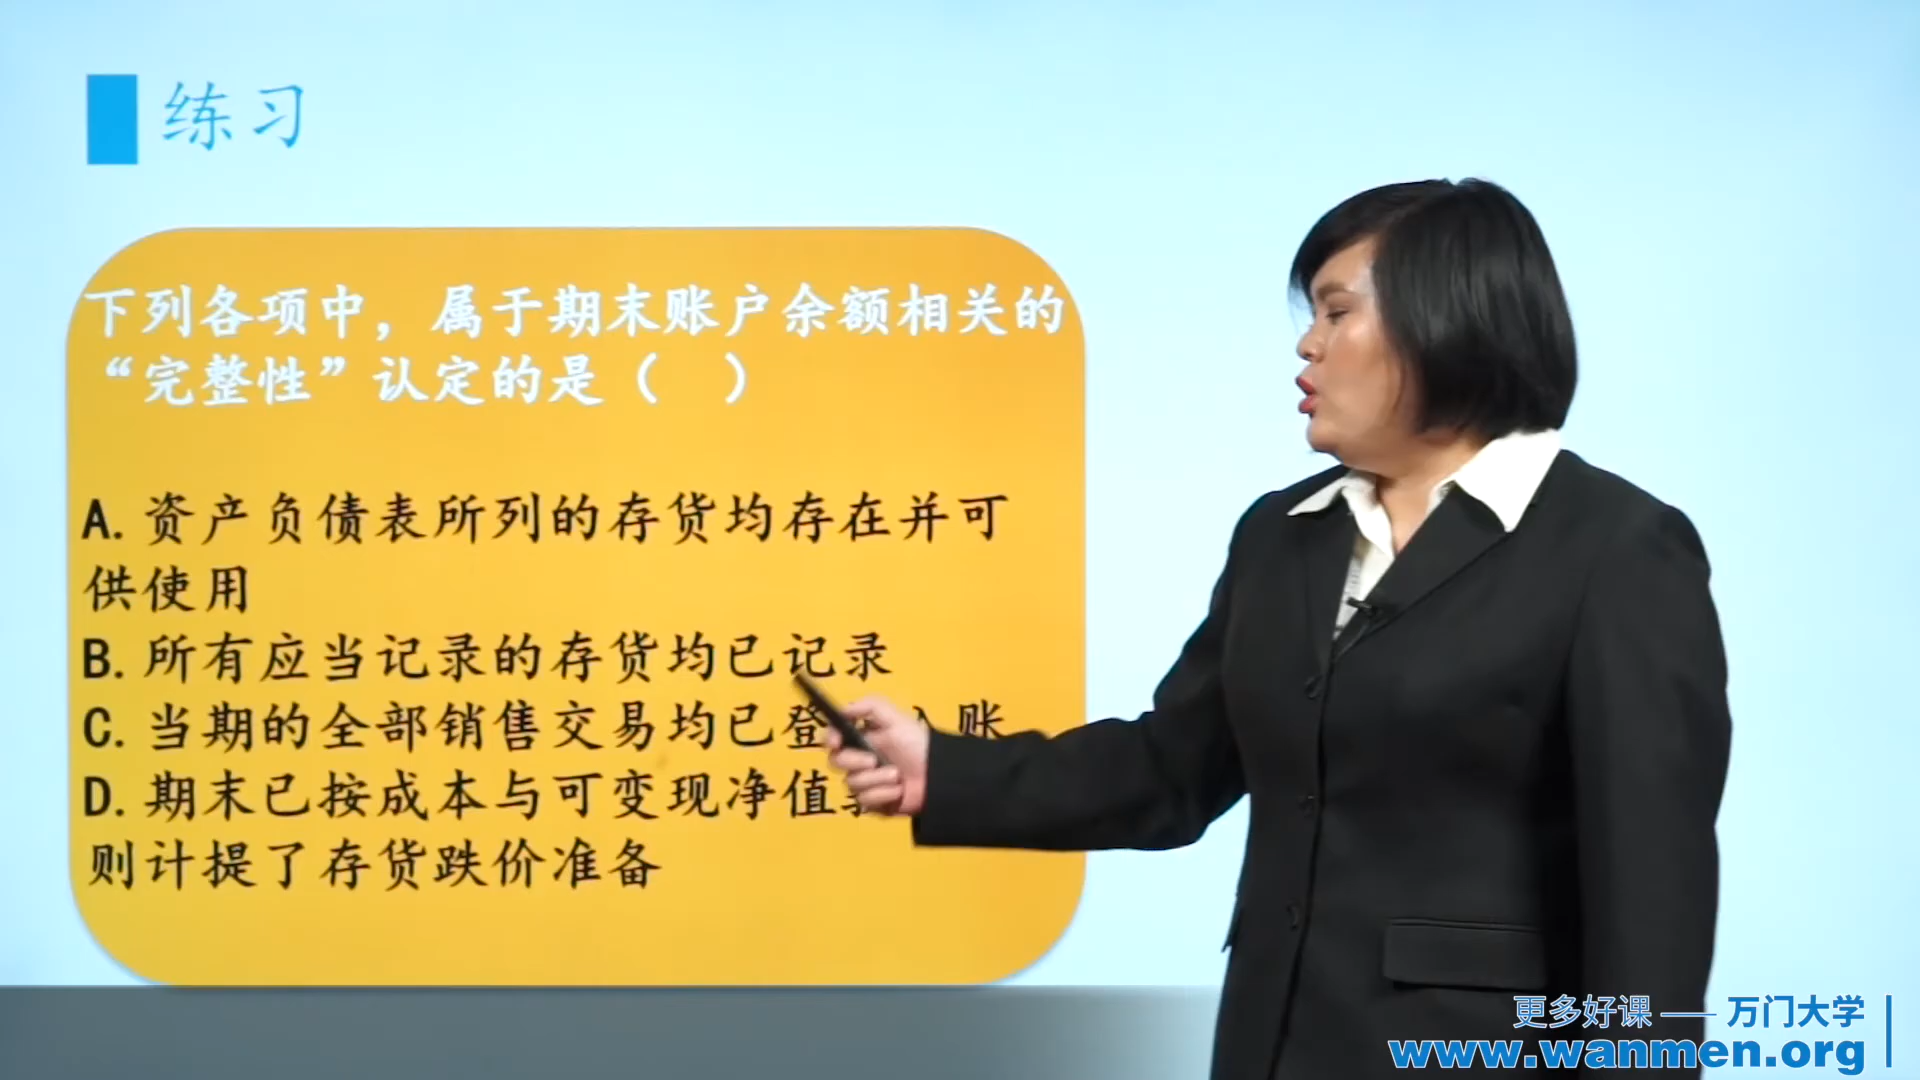 练习
下列各项中，属于期末账户余额相关的
“完整性”认定的是（ ）
A. 资产负债表所列的存货均存在并可
供使用
B. 所有应当记录的存货均已记录
C. 当期的全部销售交易均已登 账
D. 期末已按成本与可变现净值
则计提了存货跌价准备
更多好课 —— 万门大学
www.wanmen.org